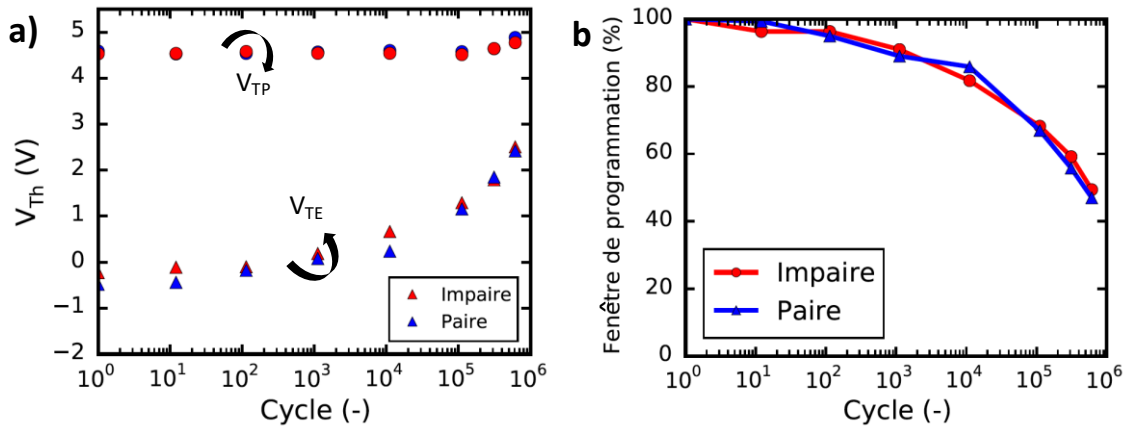 a)
V_Th (V)
5
4
3
2
1
0
−1
−2
V_TP
V_TE
Impaire
Paire
10^0 10^1 10^2 10^3 10^4 10^5 10^6
Cycle (-)
b
Fenêtre de programmation (%)
100
80
60
40
20
0
Impaire
Paire
10^0 10^1 10^2 10^3 10^4 10^5 10^6
Cycle (-)